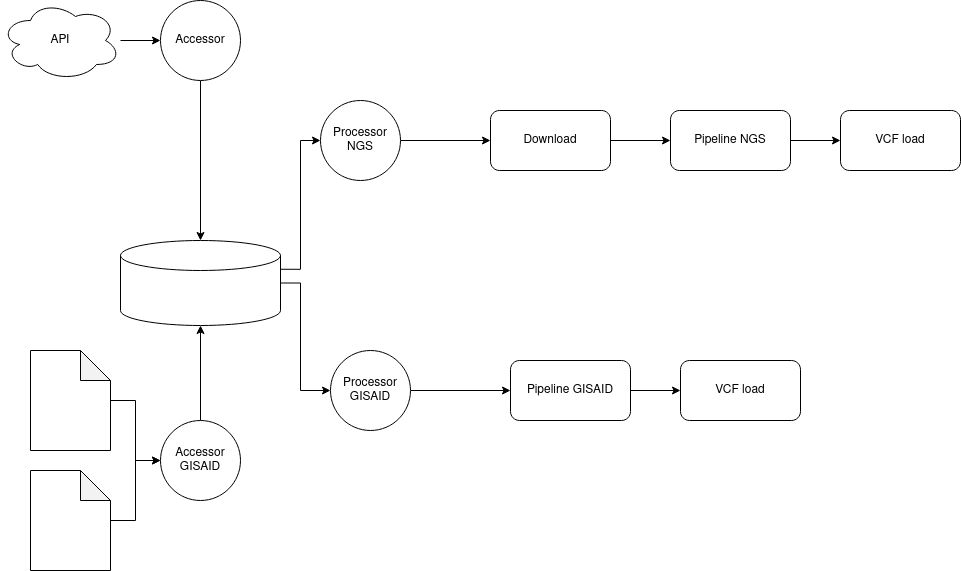 API
Accessor
Processor
NGS
Download
Pipeline NGS
VCF load
Processor
GISAID
Pipeline GISAID
VCF load
Accessor
GISAID